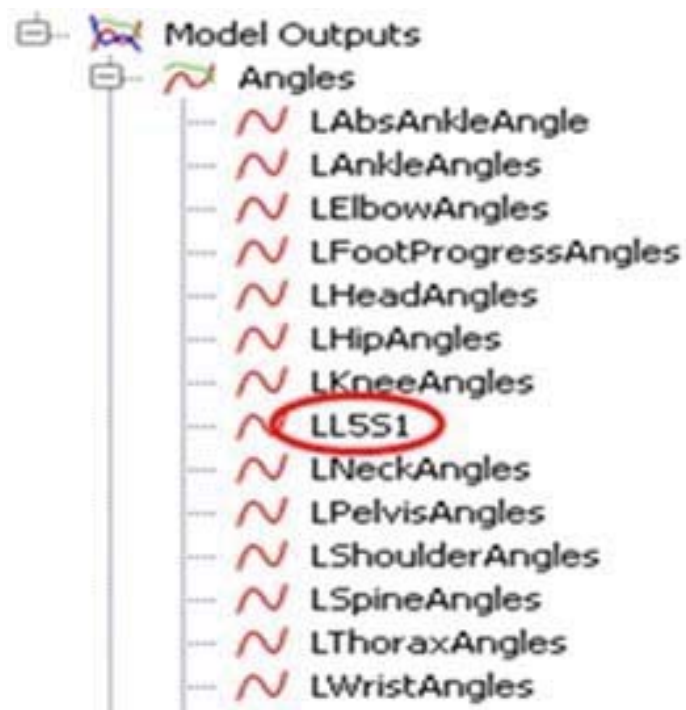 Model Outputs
Angles
LAbsAnkleAngle
LAnkleAngles
LElbowAngles
LFootProgressAngles
LHeadAngles
LHipAngles
LKneeAngles
LL5S1
LNeckAngles
LPelvisAngles
LShoulderAngles
LSpineAngles
LThoraxAngles
LWristAngles